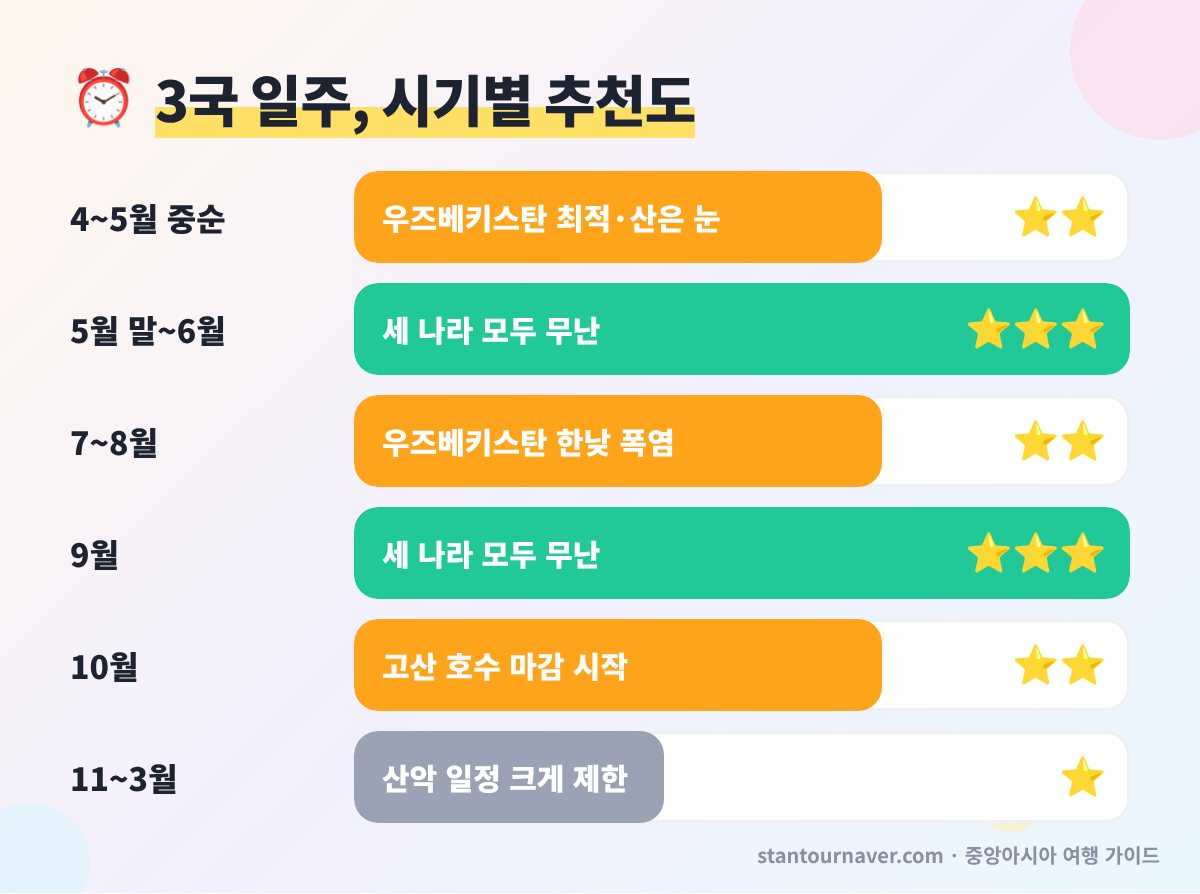 ⏰ 3국 일주, 시기별 추천도
4~5월 중순 우즈베키스탄 최적·산은 눈 ⭐⭐
5월 말~6월 세 나라 모두 무난 ⭐⭐⭐
7~8월 우즈베키스탄 한낮 폭염 ⭐⭐
9월 세 나라 모두 무난 ⭐⭐⭐
10월 고산 호수 마감 시작 ⭐⭐
11~3월 산악 일정 크게 제한 ⭐
stantournaver.com · 중앙아시아 여행 가이드